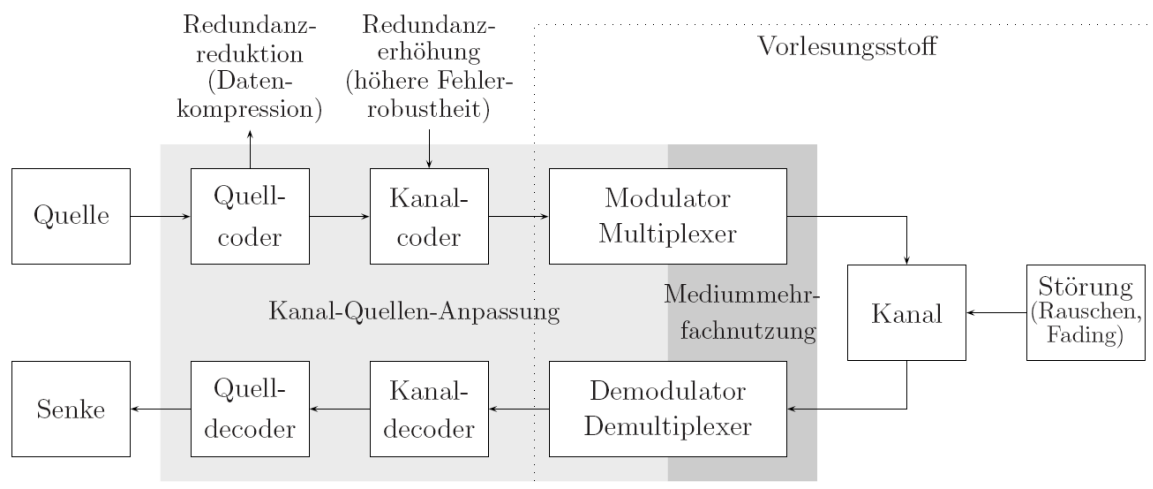 Redundanz-
reduktion
(Daten-
kompression)
Redundanz-
erhöhung
(höhere Fehler-
robustheit)
Vorlesungsstoff
Quelle
Quell-
coder
Kanal-
coder
Modulator
Multiplexer
Kanal-Quellen-Anpassung
Mediummehr-
fachnutzung
Kanal
Störung
(Rauschen,
Fading)
Senke
Quell-
decoder
Kanal-
decoder
Demodulator
Demultiplexer